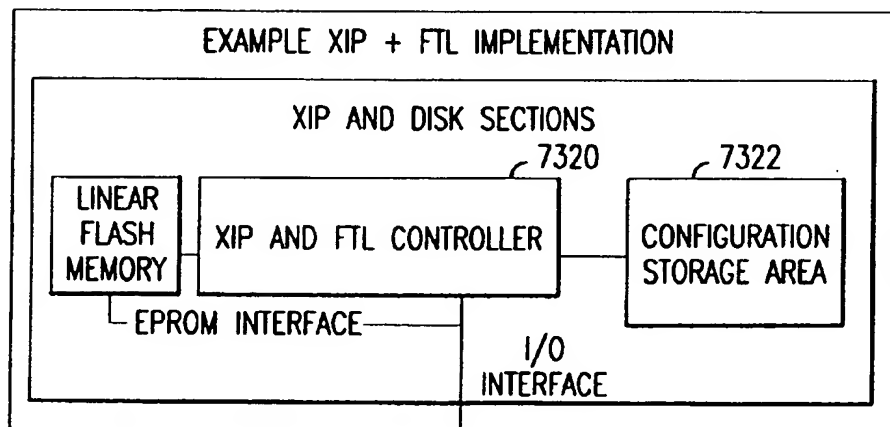 EXAMPLE XIP + FTL IMPLEMENTATION
XIP AND DISK SECTIONS
7320
7322
LINEAR
FLASH
MEMORY
XIP AND FTL CONTROLLER
CONFIGURATION
STORAGE AREA
EPROM INTERFACE
I/O
INTERFACE